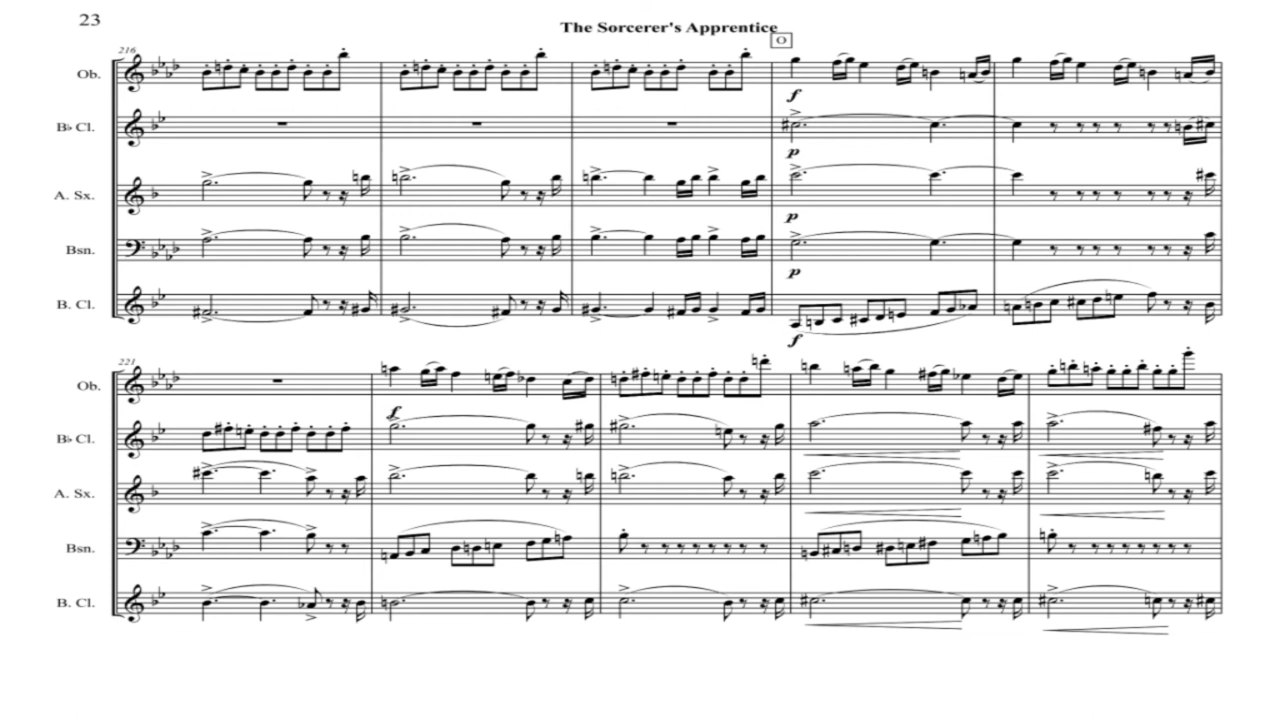 23
The Sorcerer's Apprentice
O
216
Ob.
f
B♭ Cl.
p
A. Sx.
p
Bsn.
p
B. Cl.
f
221
Ob.
f
B♭ Cl.
A. Sx.
Bsn.
B. Cl.